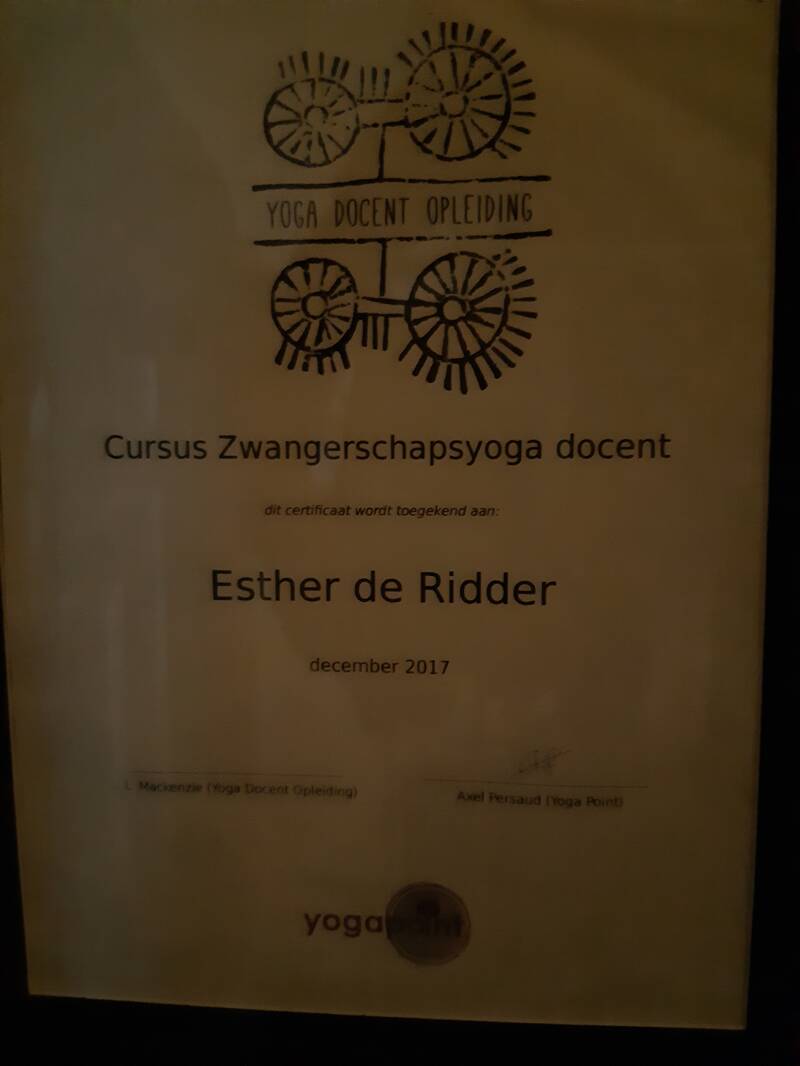 YOGA DOCENT OPLEIDING
Cursus Zwangerschapsyoga docent
dit certificaat wordt toegekend aan:
Esther de Ridder
december 2017
L. Mackenzie (Yoga Docent Opleiding)
Axel Persaud (Yoga Point)
yogapoint